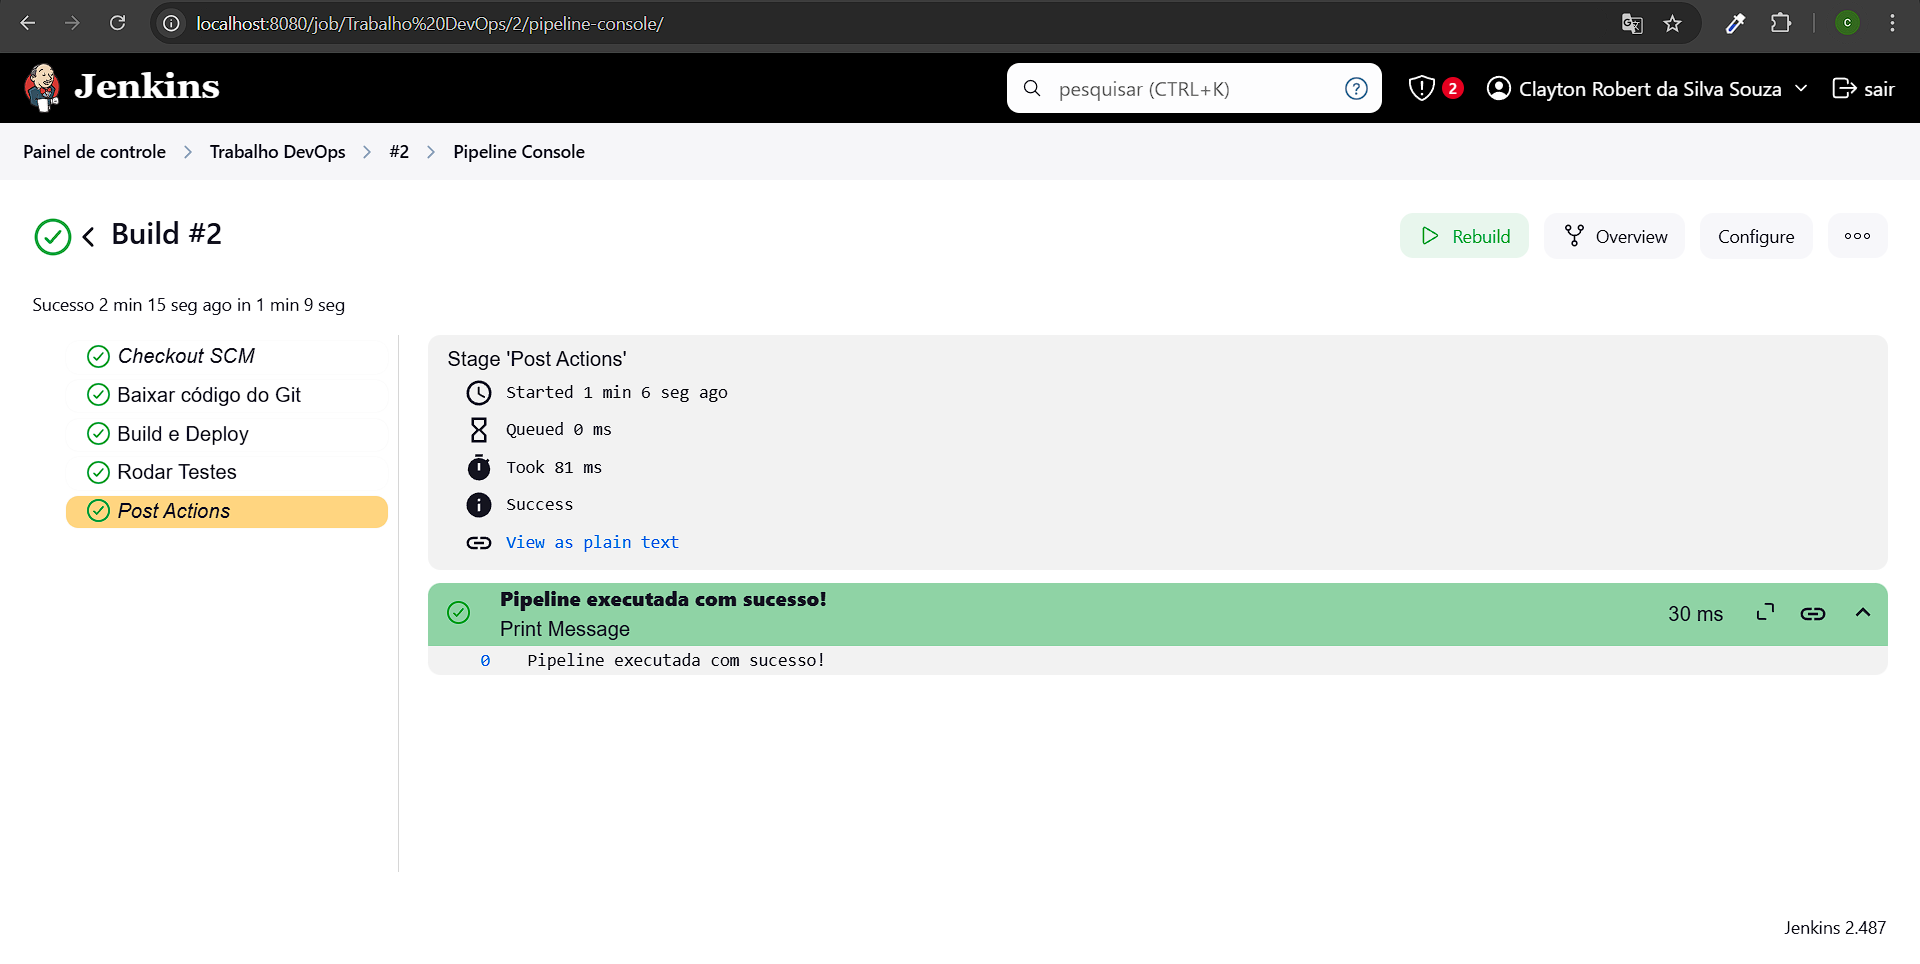 localhost:8080/job/Trabalho%20DevOps/2/pipeline-console/
C
Jenkins
pesquisar (CTRL+K)
?
2
Clayton Robert da Silva Souza
sair
Painel de controle
Trabalho DevOps
#2
Pipeline Console
Build #2
Rebuild
Overview
Configure
Sucesso 2 min 15 seg ago in 1 min 9 seg
Checkout SCM
Baixar código do Git
Build e Deploy
Rodar Testes
Post Actions
Stage 'Post Actions'
Started 1 min 6 seg ago
Queued 0 ms
Took 81 ms
Success
View as plain text
Pipeline executada com sucesso!
Print Message
30 ms
0 Pipeline executada com sucesso!
Jenkins 2.487